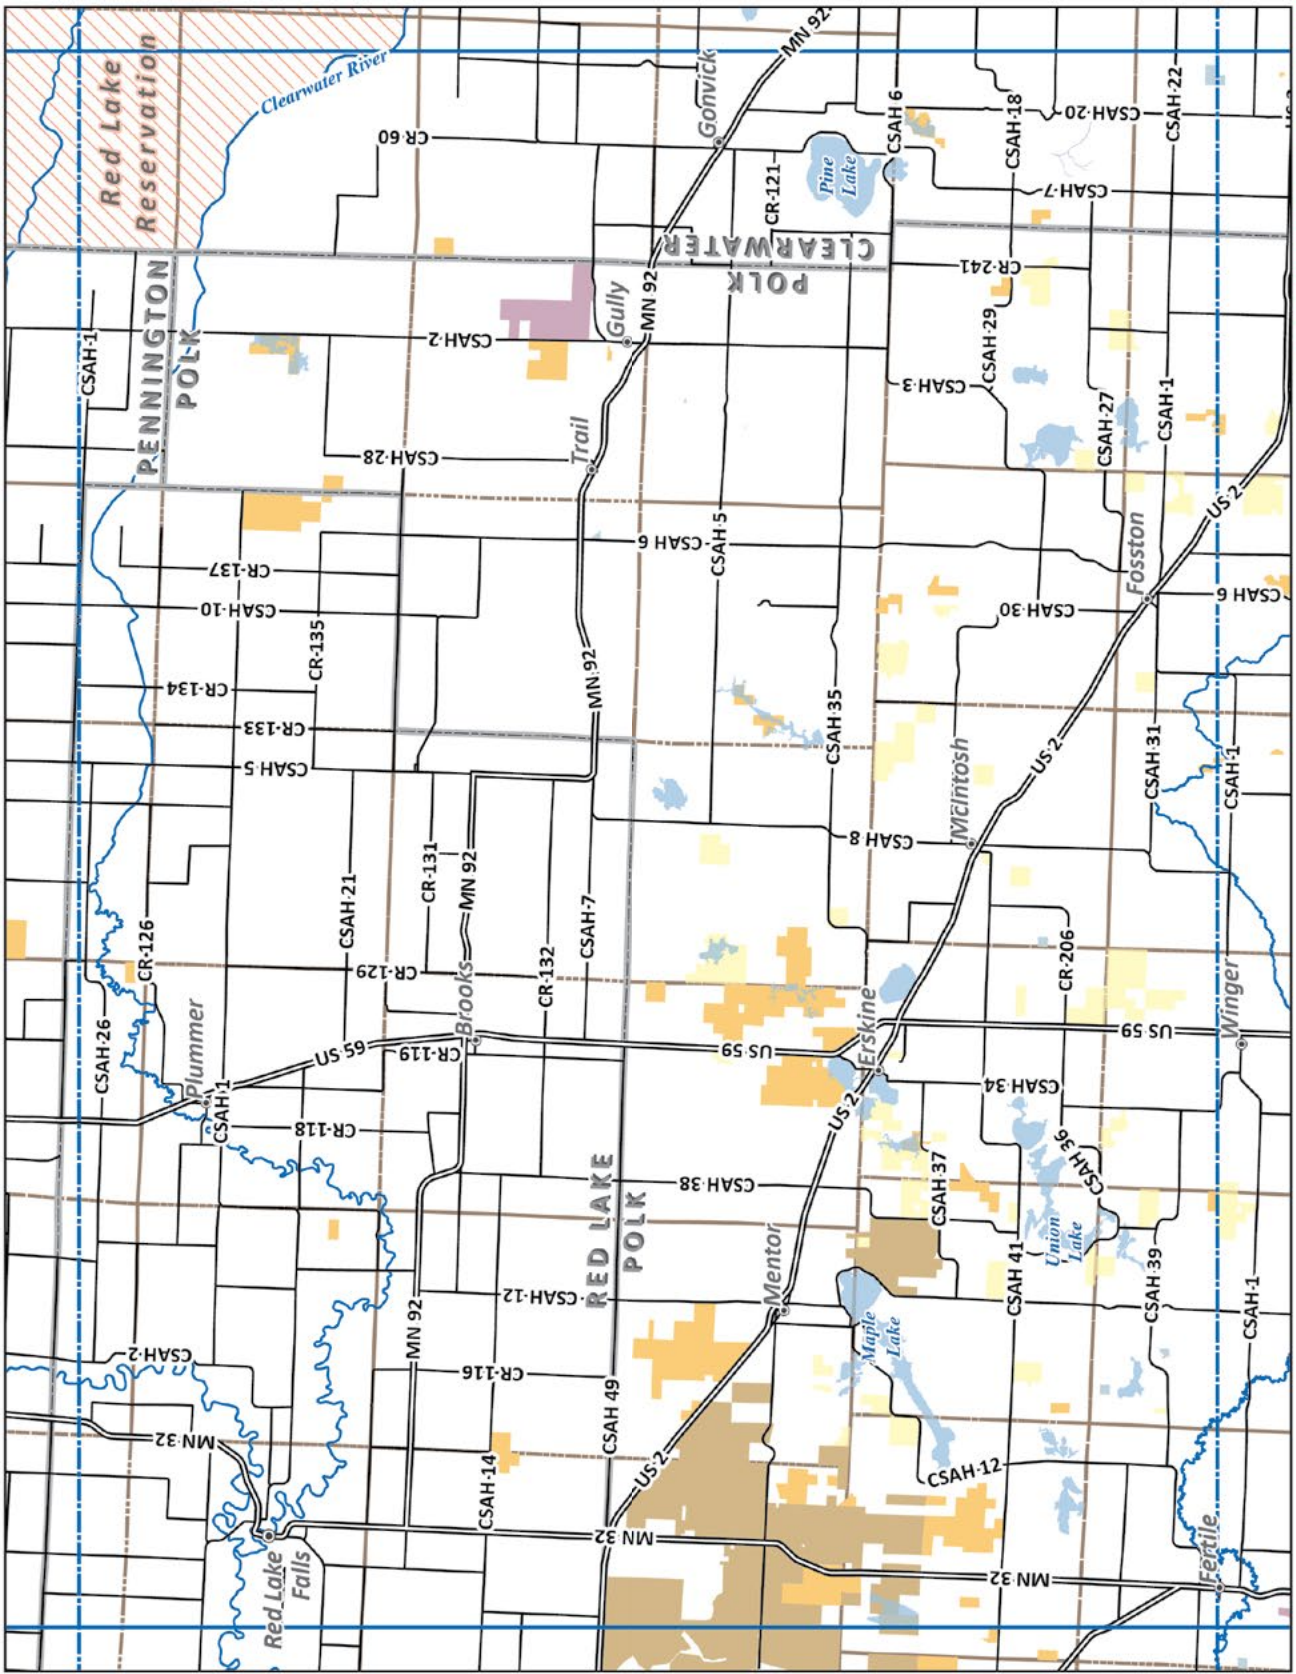 MN 92
Gonvick
Clearwater River
Red Lake
Reservation
CR-60
CSAH 6
CSAH-18
CSAH-20
CSAH-22
CR-121
Pine
Lake
CSAH-7
CLEARWATER
POLK
CR-241
PENNINGTON
POLK
CSAH-1
CSAH-2
Gully
MN 92
CSAH-29
CSAH-3
CSAH-27
CSAH-1
Trail
CSAH-28
US 2
CSAH-5
CSAH 6
Fosston
CR-137
CSAH-10
CR-135
CSAH-30
CSAH 6
CR-134
MN 92
CR-133
CSAH-35
CSAH-5
McIntosh
US 2
CSAH-31
CSAH-1
CSAH 8
CR-131
MN 92
CSAH-21
CSAH-7
CR-126
CR-129
CR-132
CR-206
Brooks
Erskine
Winger
CSAH-26
Plummer
US 59
CR-119
US 59
US 59
CSAH-1
CSAH-34
CR-118
US 2
CSAH 36
RED LAKE
POLK
CSAH-38
CSAH-37
Union
Lake
CSAH 41
CSAH-39
CSAH-1
Mentor
CSAH-12
MN 92
Maple
Lake
CSAH-2
CR-116
CSAH 49
MN 32
US 2
CSAH-14
CSAH-12
MN 32
Red Lake
Falls
MN 32
Fertile